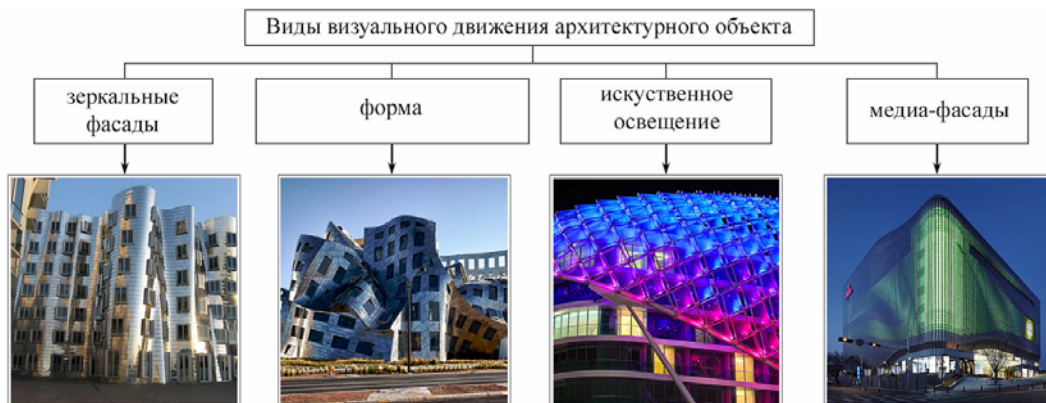 Виды визуального движения архитектурного объекта
зеркальные
фасады
форма
искуственное
освещение
медиа-фасады